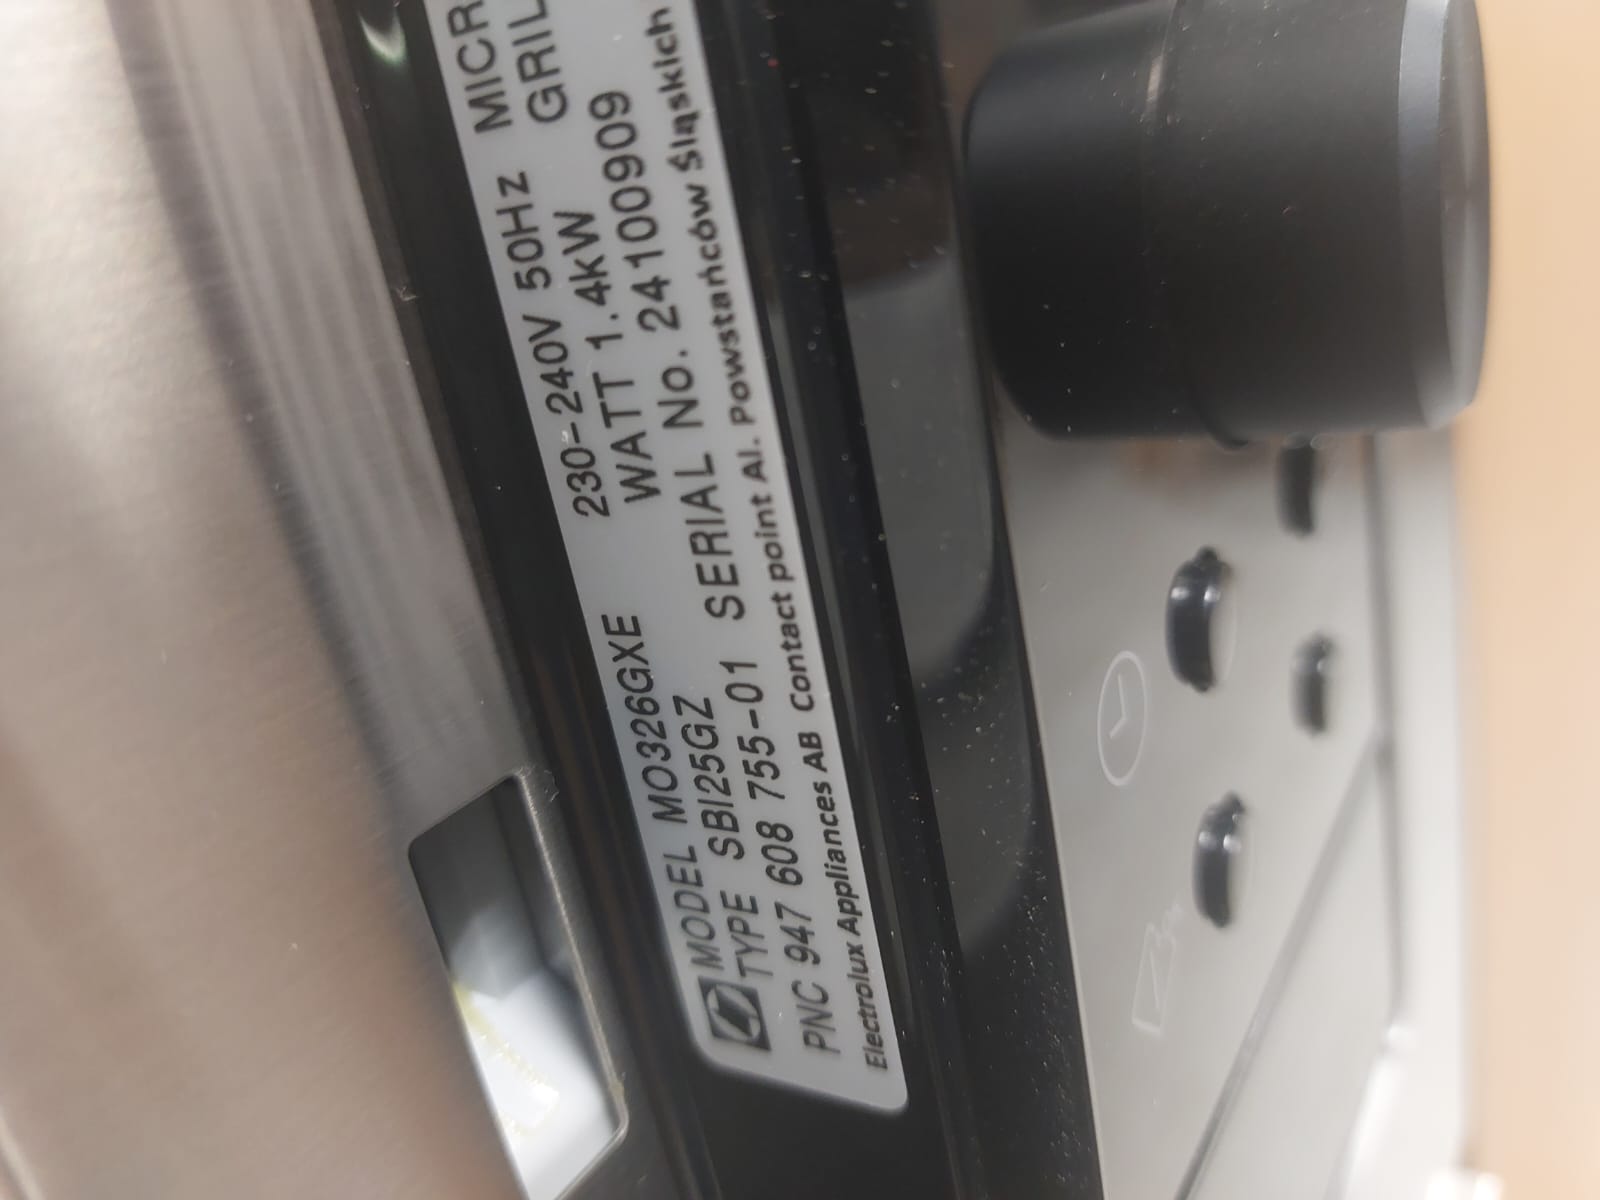 MODEL MO326GXE 230-240V 50Hz MICR
TYPE SBI25GZ WATT 1.4kW GRIL
PNC 947 608 755-01 SERIAL No. 24100909
Electrolux Appliances AB Contact point Al. Powstańców Śląskich